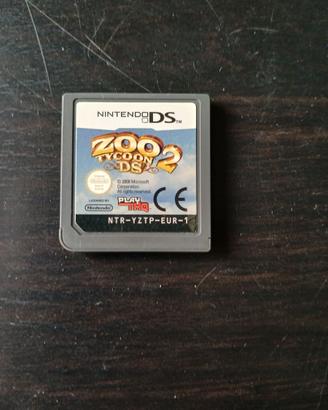 NINTENDO DS™
ZOO
TYCOON 2
DS
© 2008 Microsoft
Corporation.
All rights reserved.
LICENSED BY
Nintendo
PLAY
THQ
CE
NTR-YZTP-EUR-1